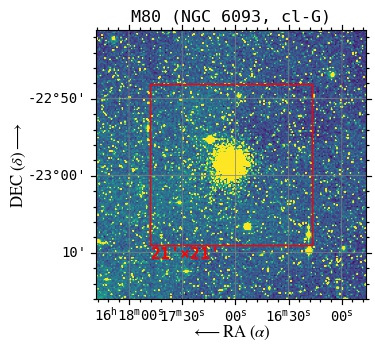 M80 (NGC 6093, cl-G)
-22°50'
-23°00'
10'
DEC (δ)⟶
21'×21'
16ʰ18ᵐ00ˢ 17ᵐ30ˢ 00ˢ 16ᵐ30ˢ 00ˢ
⟵RA (α)